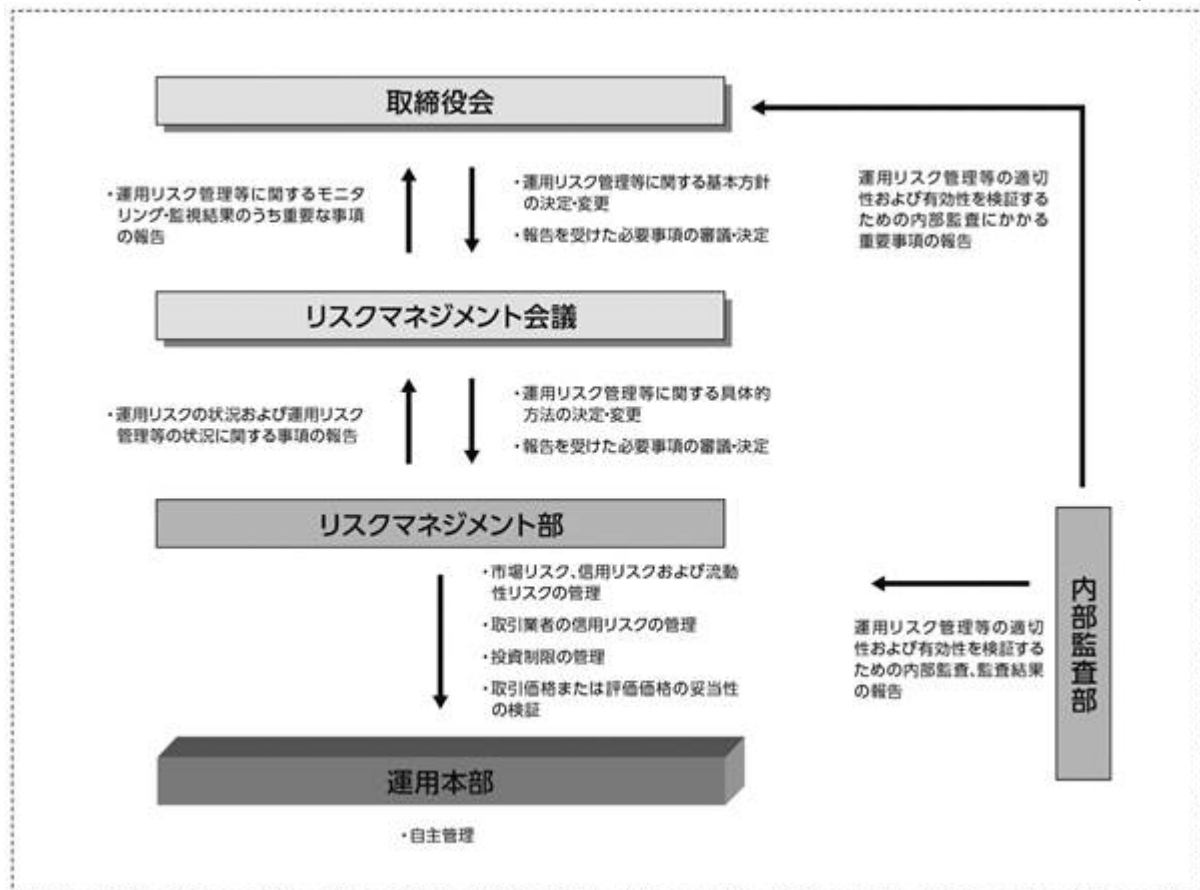 取締役会
・運用リスク管理等に関するモニタ
リング・監視結果のうち重要な事項
の報告
・運用リスク管理等に関する基本方針
の決定・変更
・報告を受けた必要事項の審議・決定
運用リスク管理等の適切
性および有効性を検証す
るための内部監査にかかる
重要事項の報告
リスクマネジメント会議
・運用リスクの状況および運用リスク
管理等の状況に関する事項の報告
・運用リスク管理等に関する具体的
方法の決定・変更
・報告を受けた必要事項の審議・決定
リスクマネジメント部
・市場リスク、信用リスクおよび流動
性リスクの管理
・取引業者の信用リスクの管理
・投資制限の管理
・取引価格または評価価格の妥当性
の検証
運用リスク管理等の適切
性および有効性を検証する
ための内部監査、監査結果
の報告
内部監査部
運用本部
・自主管理